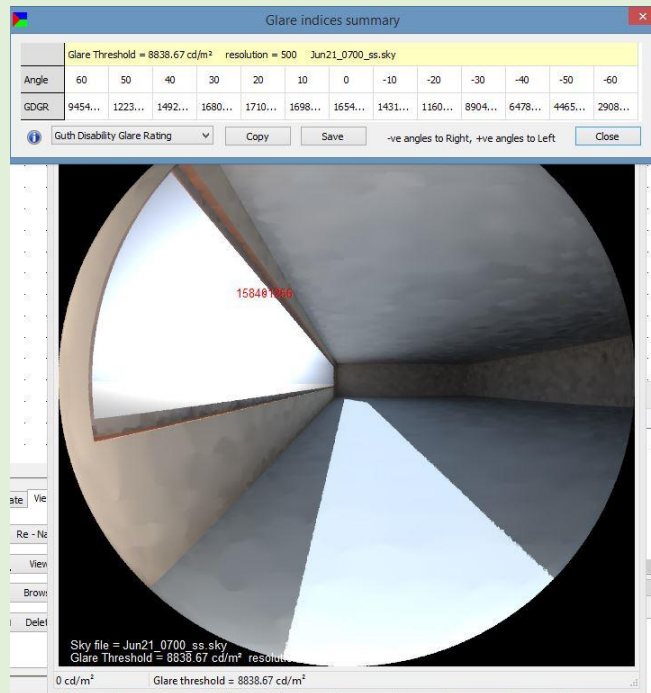 Glare indices summary
Glare Threshold = 8838.67 cd/m² resolution = 500 Jun21_0700_ss.sky
Angle 60 50 40 30 20 10 0 -10 -20 -30 -40 -50 -60
GDGR 9454... 1223... 1492... 1680... 1710... 1698... 1654... 1431... 1160... 8904... 6478... 4465... 2908...
Guth Disability Glare Rating Copy Save -ve angles to Right, +ve angles to Left Close
ate Vie
Re - Na
View
Brows
Delet
Sky file = Jun21_0700_ss.sky
Glare Threshold = 8838.67 cd/m² resoluti
0 cd/m² Glare threshold = 8838.67 cd/m²